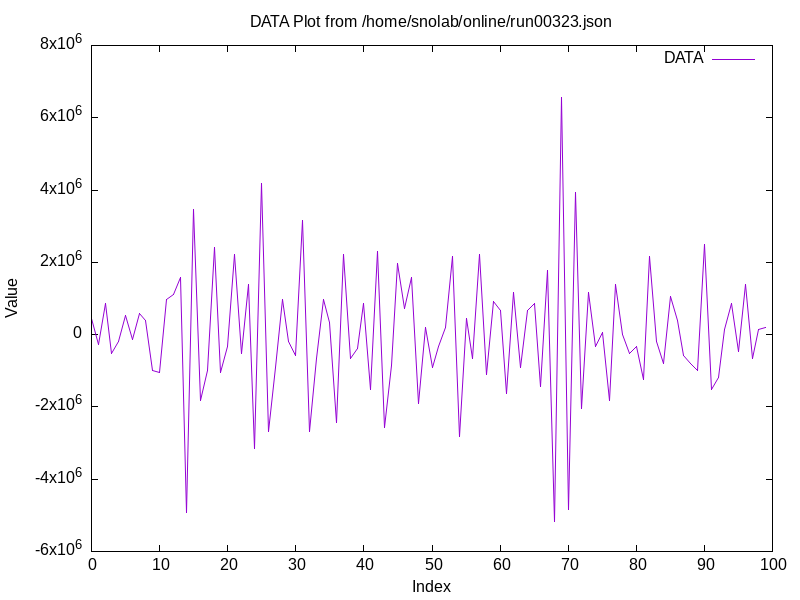 DATA Plot from /home/snolab/online/run00323.json
DATA
8x10^6
6x10^6
4x10^6
2x10^6
0
-2x10^6
-4x10^6
-6x10^6
Value
0 10 20 30 40 50 60 70 80 90 100
Index